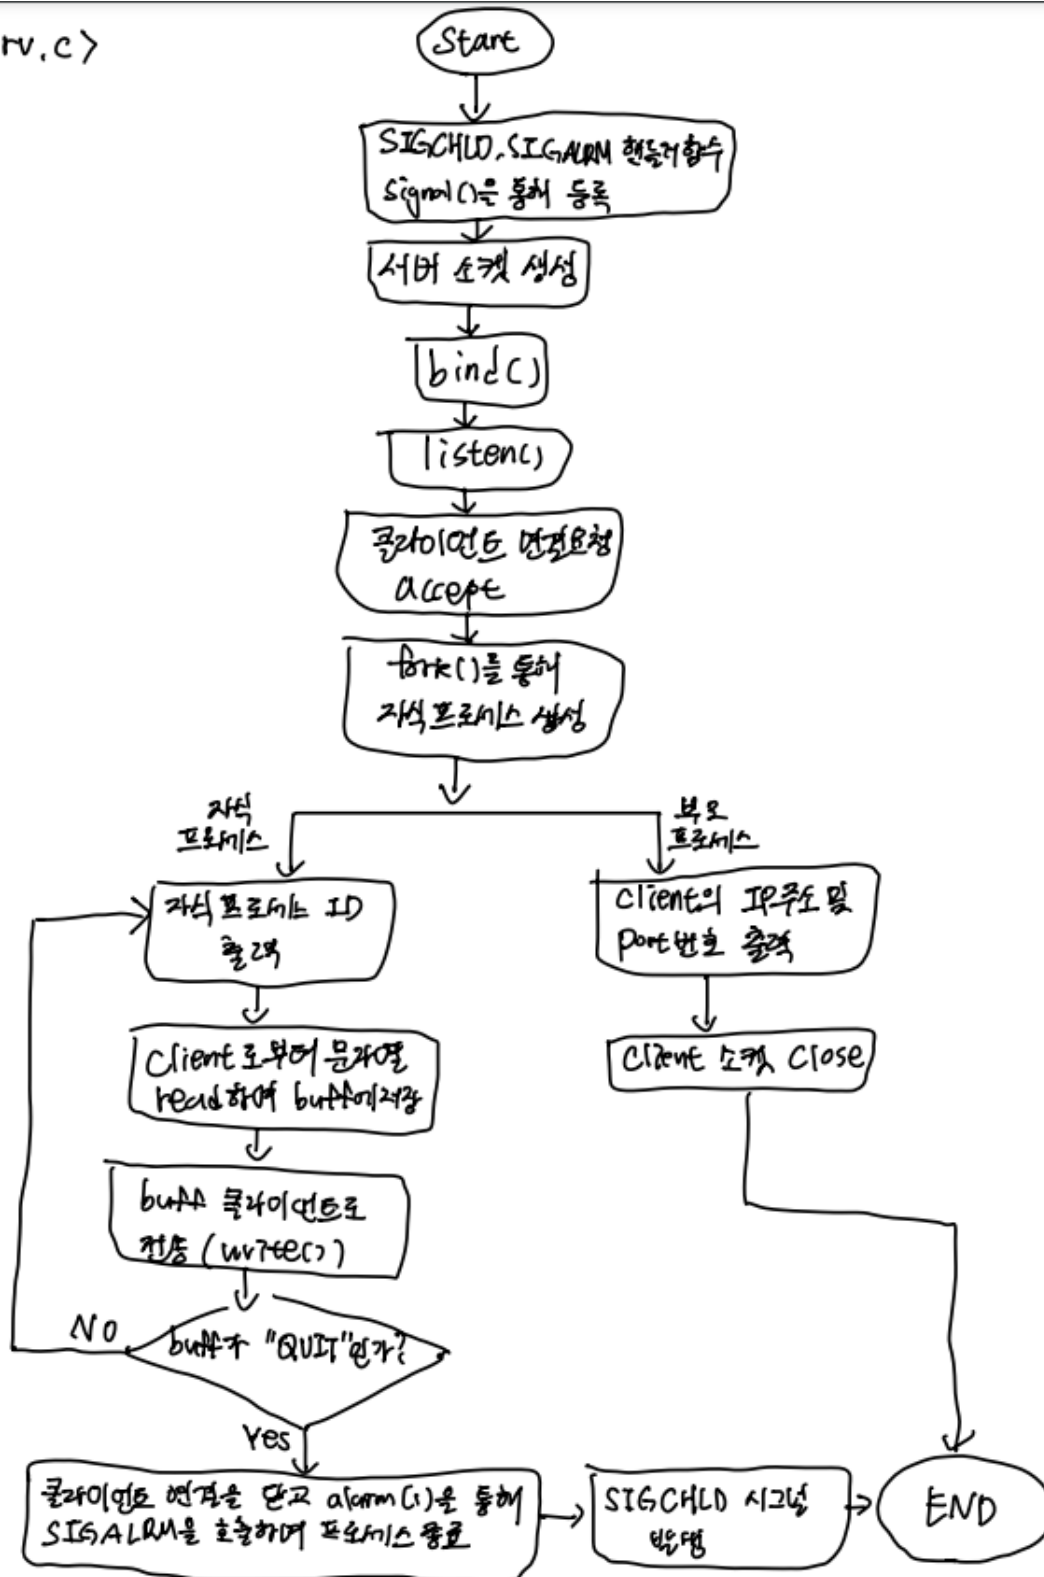 rv.c>
Start
SIGCHLD, SIGALRM 핸들러함수
signal()을 통해 등록
서버 소켓 생성
bind()
listen()
클라이언트 연결요청
accept
fork()를 통해
자식프로세스 생성
자식
프로세스
부모
프로세스
자식프로세스 ID
출력
client의 IP주소 및
port번호 출력
client로부터 문자열
read하여 buff에저장
client 소켓 close
buff 클라이언트로
전송 (write())
buff가 "QUIT"인가?
NO
Yes
클라이언트 연결을 닫고 alarm(1)을 통해
SIGALRM을 호출하며 프로세스 종료
SIGCHLD 시그널
발생
END